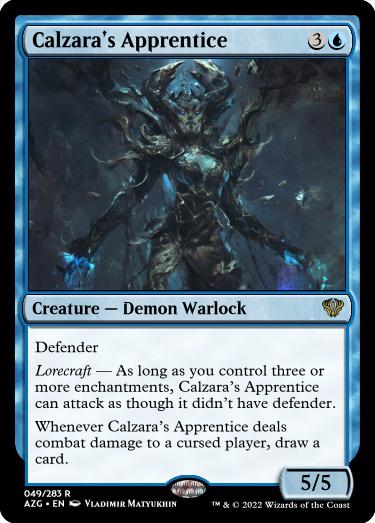 Calzara's Apprentice 3
Creature — Demon Warlock
Defender
Lorecraft — As long as you control three or
more enchantments, Calzara's Apprentice
can attack as though it didn't have defender.
Whenever Calzara's Apprentice deals
combat damage to a cursed player, draw a
card.
5/5
049/283 R
AZG • EN Vladimir Matyukhin ™ & © 2022 Wizards of the Coast